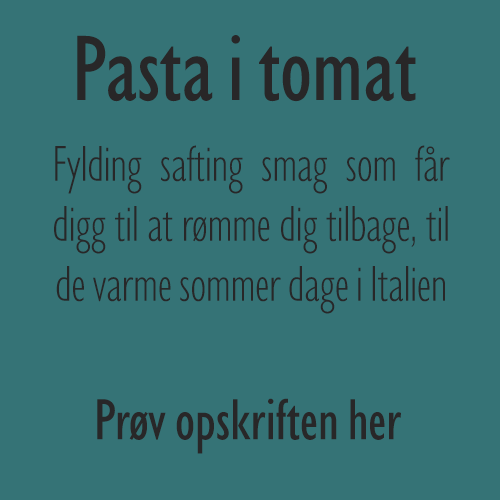 Pasta i tomat
Fylding safting smag som får
digg til at rømme dig tilbage, til
de varme sommer dage i Italien
Prøv opskriften her